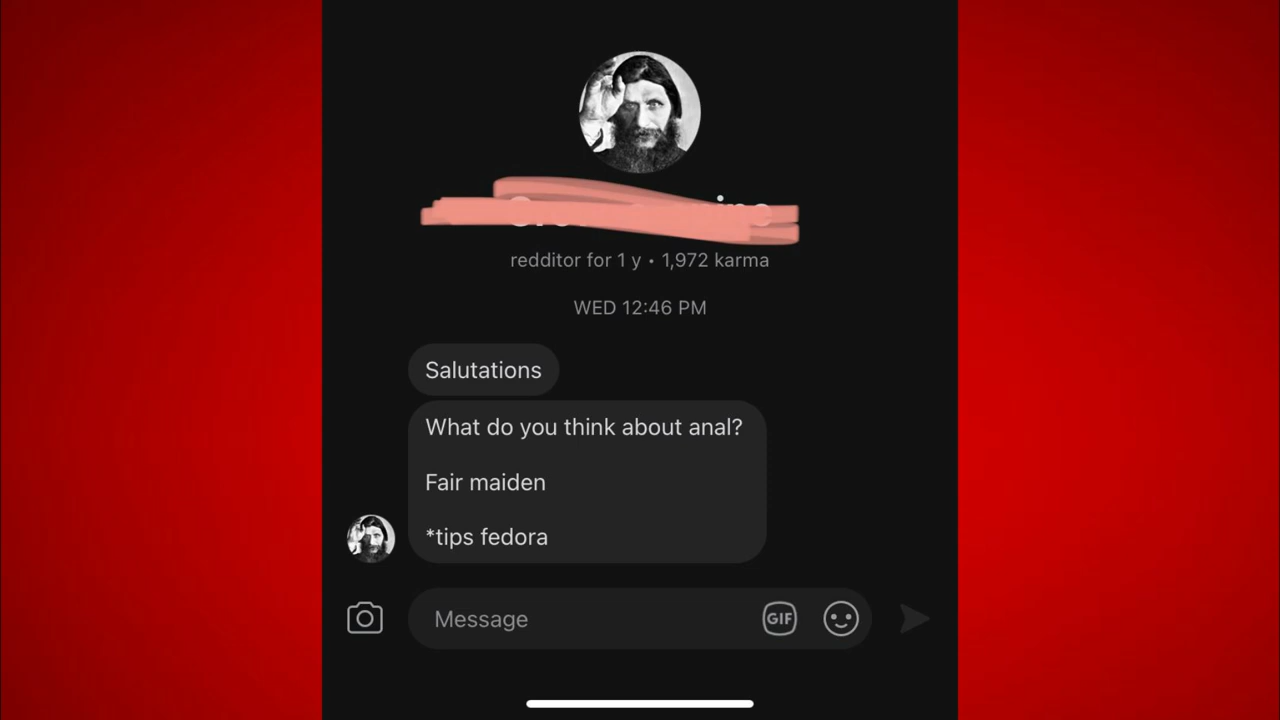 redditor for 1 y • 1,972 karma
WED 12:46 PM
Salutations
What do you think about anal?
Fair maiden
*tips fedora
Message
GIF